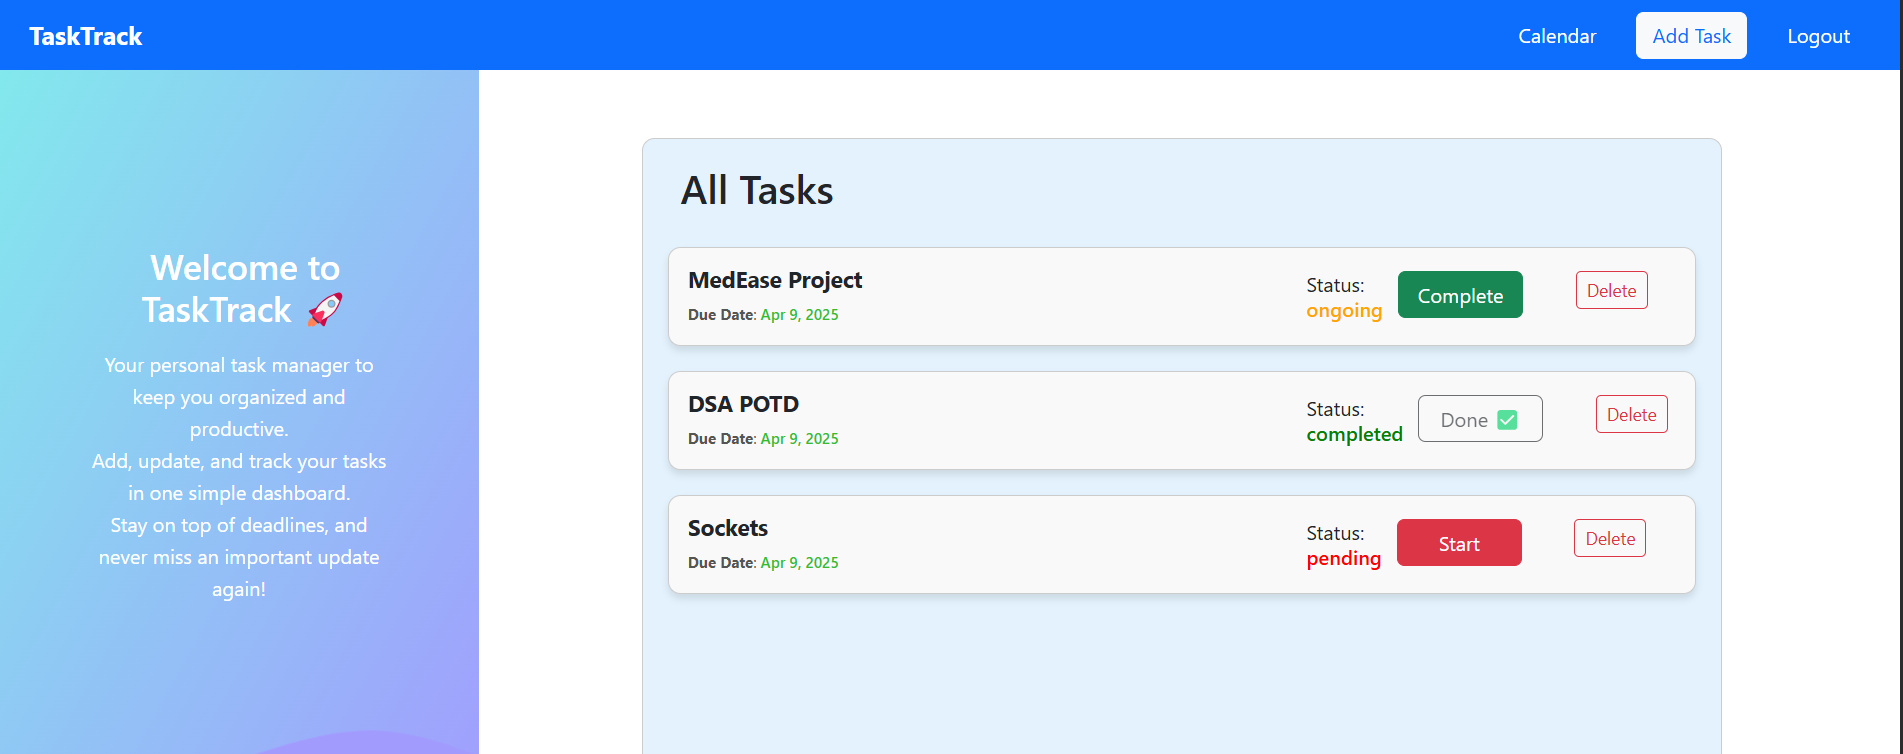 TaskTrack
Calendar
Add Task
Logout
Welcome to
TaskTrack 🚀
Your personal task manager to
keep you organized and
productive.
Add, update, and track your tasks
in one simple dashboard.
Stay on top of deadlines, and
never miss an important update
again!
All Tasks
MedEase Project
Due Date: Apr 9, 2025
Status:
ongoing
Complete
Delete
DSA POTD
Due Date: Apr 9, 2025
Status:
completed
Done ✅
Delete
Sockets
Due Date: Apr 9, 2025
Status:
pending
Start
Delete